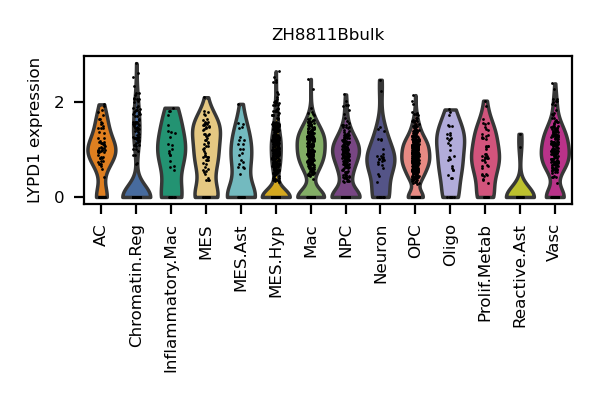 ZH8811Bbulk
LYPD1 expression
2
0
AC
Chromatin.Reg
Inflammatory.Mac
MES
MES.Ast
MES.Hyp
Mac
NPC
Neuron
OPC
Oligo
Prolif.Metab
Reactive.Ast
Vasc